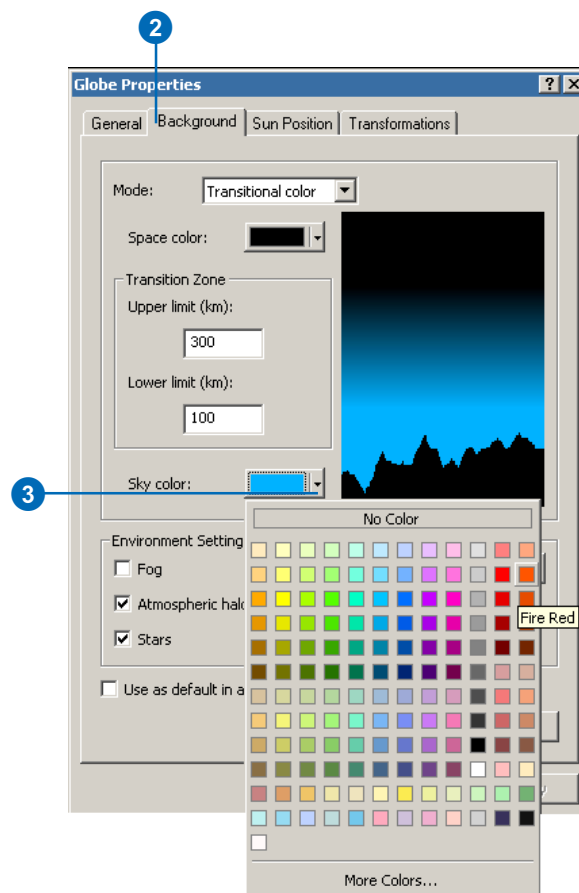 2
Globe Properties
General Background Sun Position Transformations
Mode: Transitional color
Space color:
Transition Zone
Upper limit (km):
300
Lower limit (km):
100
3
Sky color:
No Color
Environment Setting
Fog
Atmospheric halo
Stars
Fire Red
Use as default in a
More Colors...